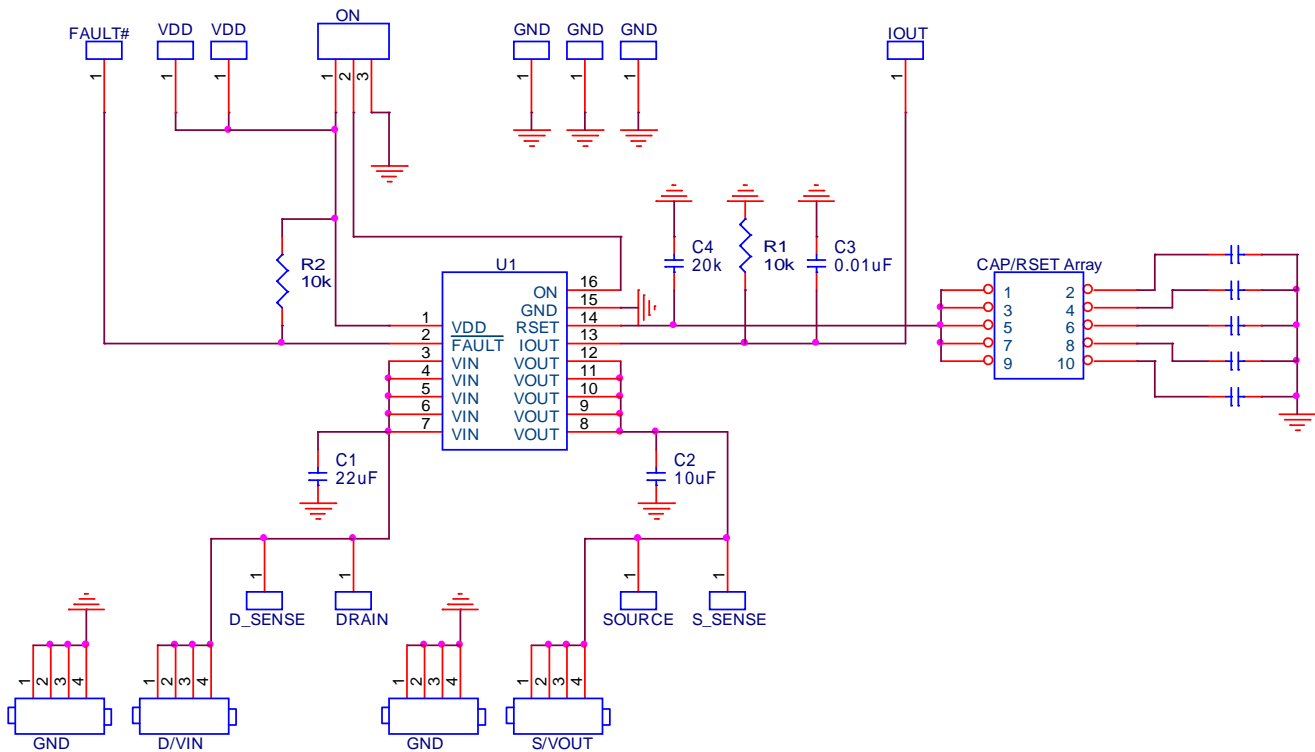 ON
FAULT# VDD VDD GND GND GND IOUT
1 1 1 1 2 3 1 1 1 1
C4
20k
R1
10k
C3
0.01uF
R2
10k
U1
CAP/RSET Array
1 VDD ON 16
2 FAULT GND 15
3 VIN RSET 14
4 VIN IOUT 13
5 VIN VOUT 12
6 VIN VOUT 11
7 VIN VOUT 10
VOUT 9
VOUT 8
1 2
3 4
5 6
7 8
9 10
C1
22uF
C2
10uF
1 1 1 1
D_SENSE DRAIN SOURCE S_SENSE
1 2 3 4 1 2 3 4 1 2 3 4 1 2 3 4
GND D/VIN GND S/VOUT